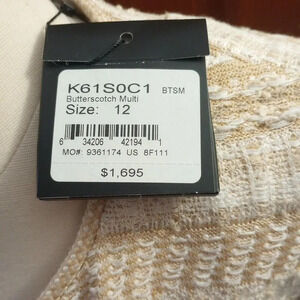 K61S0C1 BTSM
Butterscotch Multi
Size: 12
6 34206 42194 1
MO#: 9361174 US 8F111
$1,695